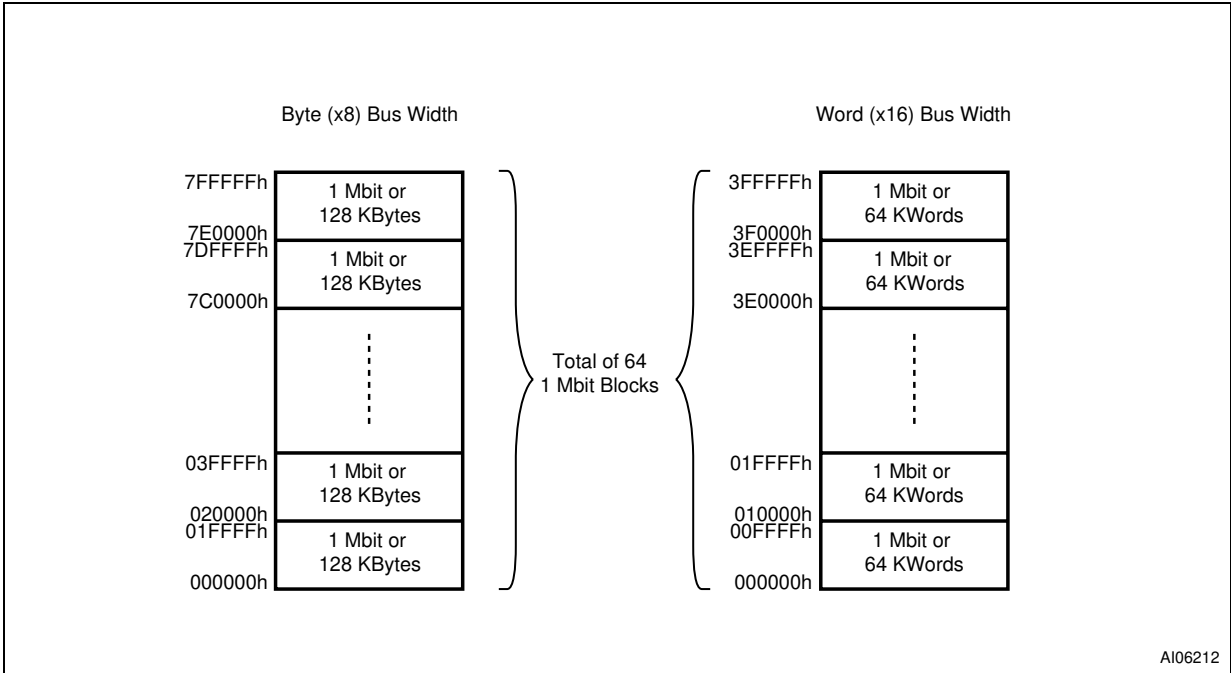 Byte (x8) Bus Width
7FFFFFh
1 Mbit or
128 KBytes
7E0000h
7DFFFFh
1 Mbit or
128 KBytes
7C0000h
03FFFFh
1 Mbit or
128 KBytes
020000h
01FFFFh
1 Mbit or
128 KBytes
000000h
Total of 64
1 Mbit Blocks
Word (x16) Bus Width
3FFFFFh
1 Mbit or
64 KWords
3F0000h
3EFFFFh
1 Mbit or
64 KWords
3E0000h
01FFFFh
1 Mbit or
64 KWords
010000h
00FFFFh
1 Mbit or
64 KWords
000000h
AI06212